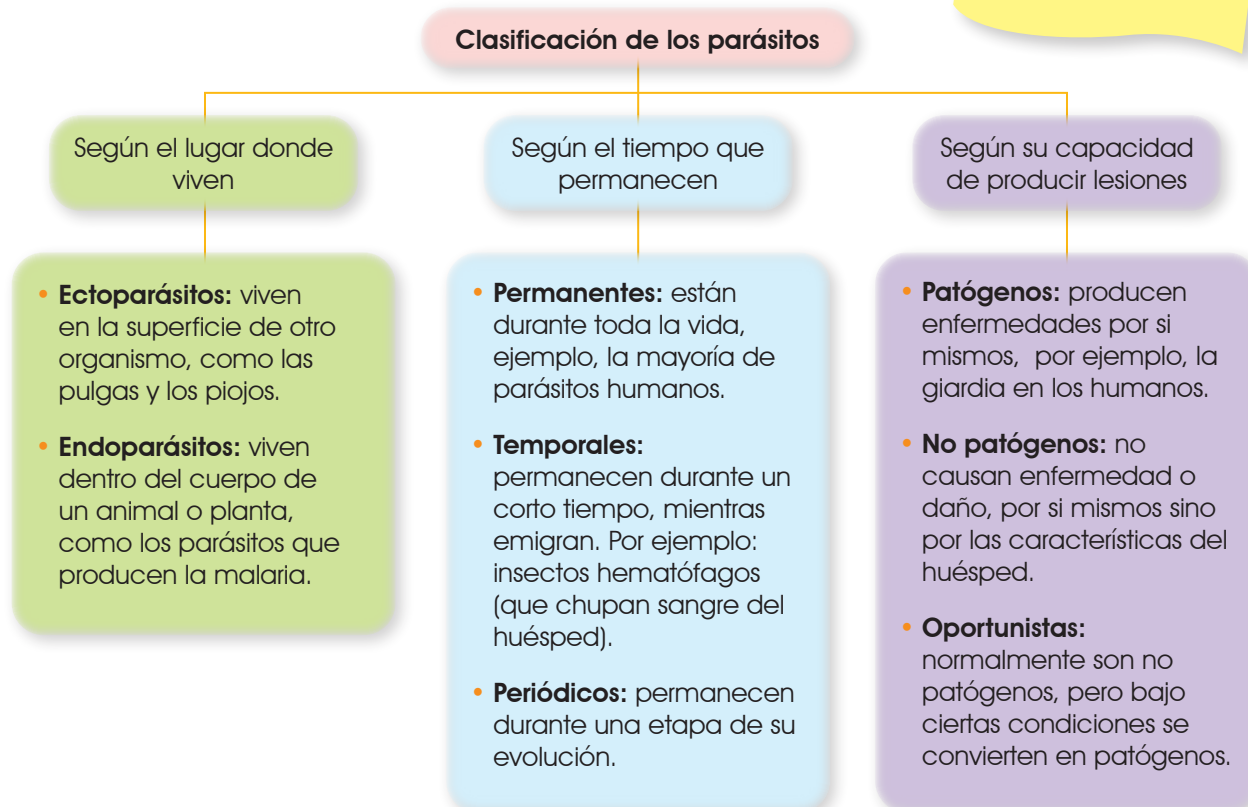 Clasificación de los parásitos
Según el lugar donde
viven
• Ectoparásitos: viven
en la superficie de otro
organismo, como las
pulgas y los piojos.
• Endoparásitos: viven
dentro del cuerpo de
un animal o planta,
como los parásitos que
producen la malaria.
Según el tiempo que
permanecen
• Permanentes: están
durante toda la vida,
ejemplo, la mayoría de
parásitos humanos.
• Temporales:
permanecen durante un
corto tiempo, mientras
emigran. Por ejemplo:
insectos hematófagos
(que chupan sangre del
huésped).
• Periódicos: permanecen
durante una etapa de su
evolución.
Según su capacidad
de producir lesiones
• Patógenos: producen
enfermedades por si
mismos, por ejemplo, la
giardia en los humanos.
• No patógenos: no
causan enfermedad o
daño, por si mismos sino
por las características del
huésped.
• Oportunistas:
normalmente son no
patógenos, pero bajo
ciertas condiciones se
convierten en patógenos.